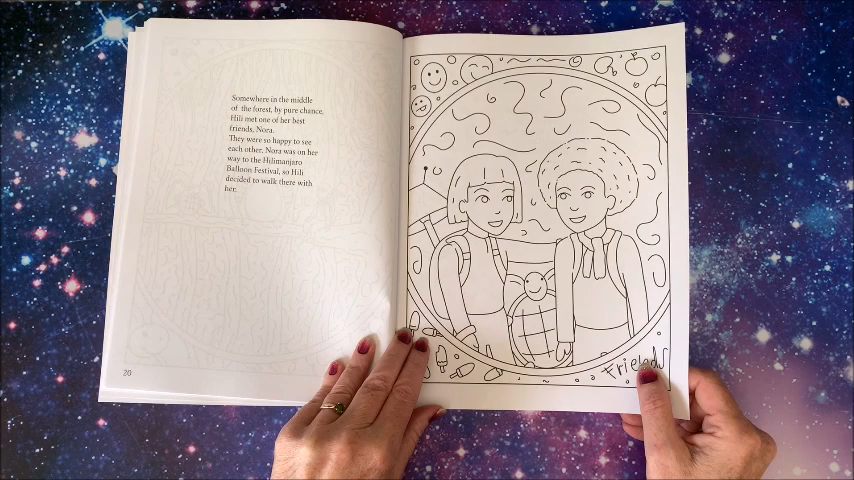 Somewhere in the middle
of the forest, by pure chance,
Hili met one of her best
friends, Nora.
They were so happy to see
each other. Nora was on her
way to the Hilimanjaro
Balloon Festival, so Hili
decided to walk there with
her.
20
Friends